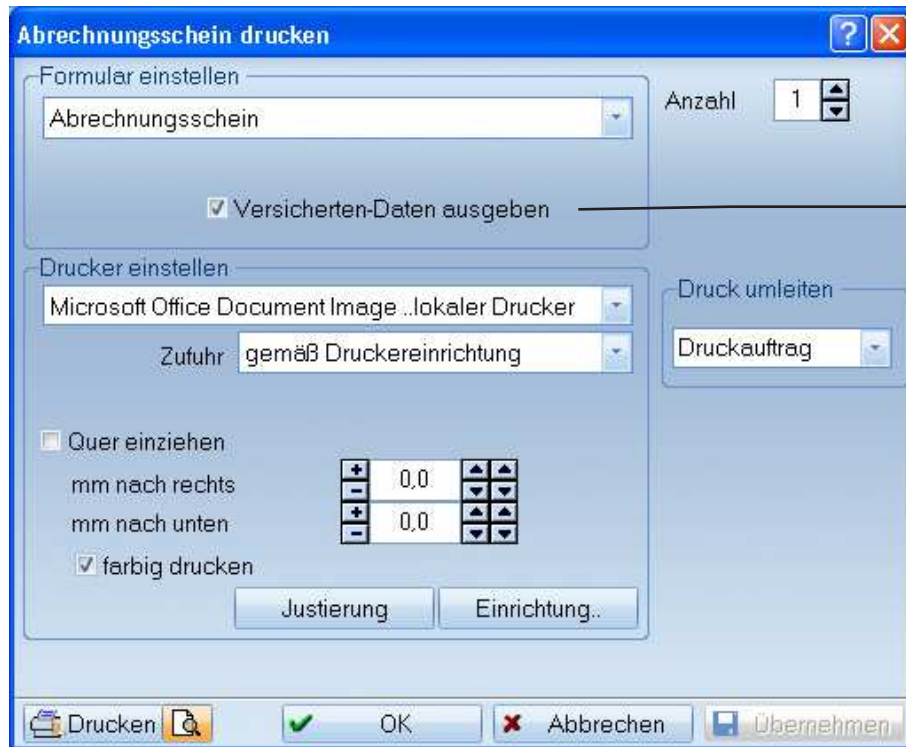 Abrechnungsschein drucken
Formular einstellen
Abrechnungsschein
Anzahl 1
Versicherten-Daten ausgeben
Drucker einstellen
Microsoft Office Document Image ..lokaler Drucker
Druck umleiten
Zufuhr gemäß Druckereinrichtung
Druckauftrag
Quer einziehen
mm nach rechts 0,0
mm nach unten 0,0
farbig drucken
Justierung Einrichtung..
Drucken OK Abbrechen Übernehmen